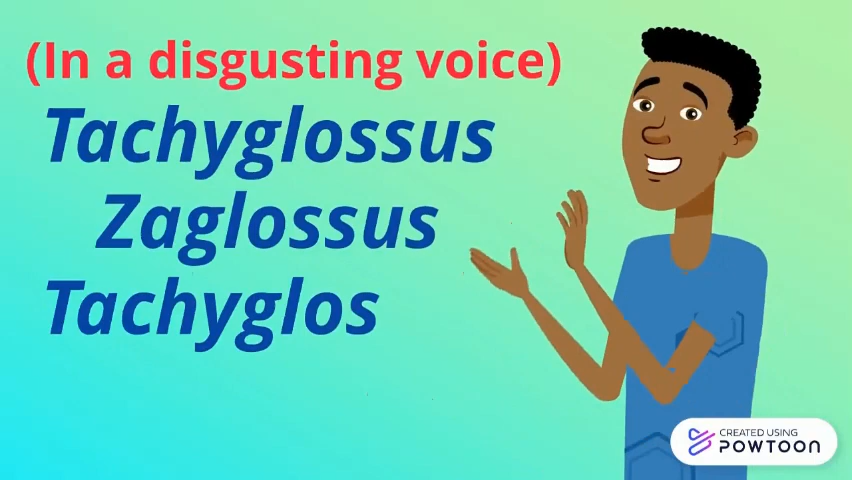 (In a disgusting voice)
Tachyglossus
Zaglossus
Tachyglos
CREATED USING
POWTOON